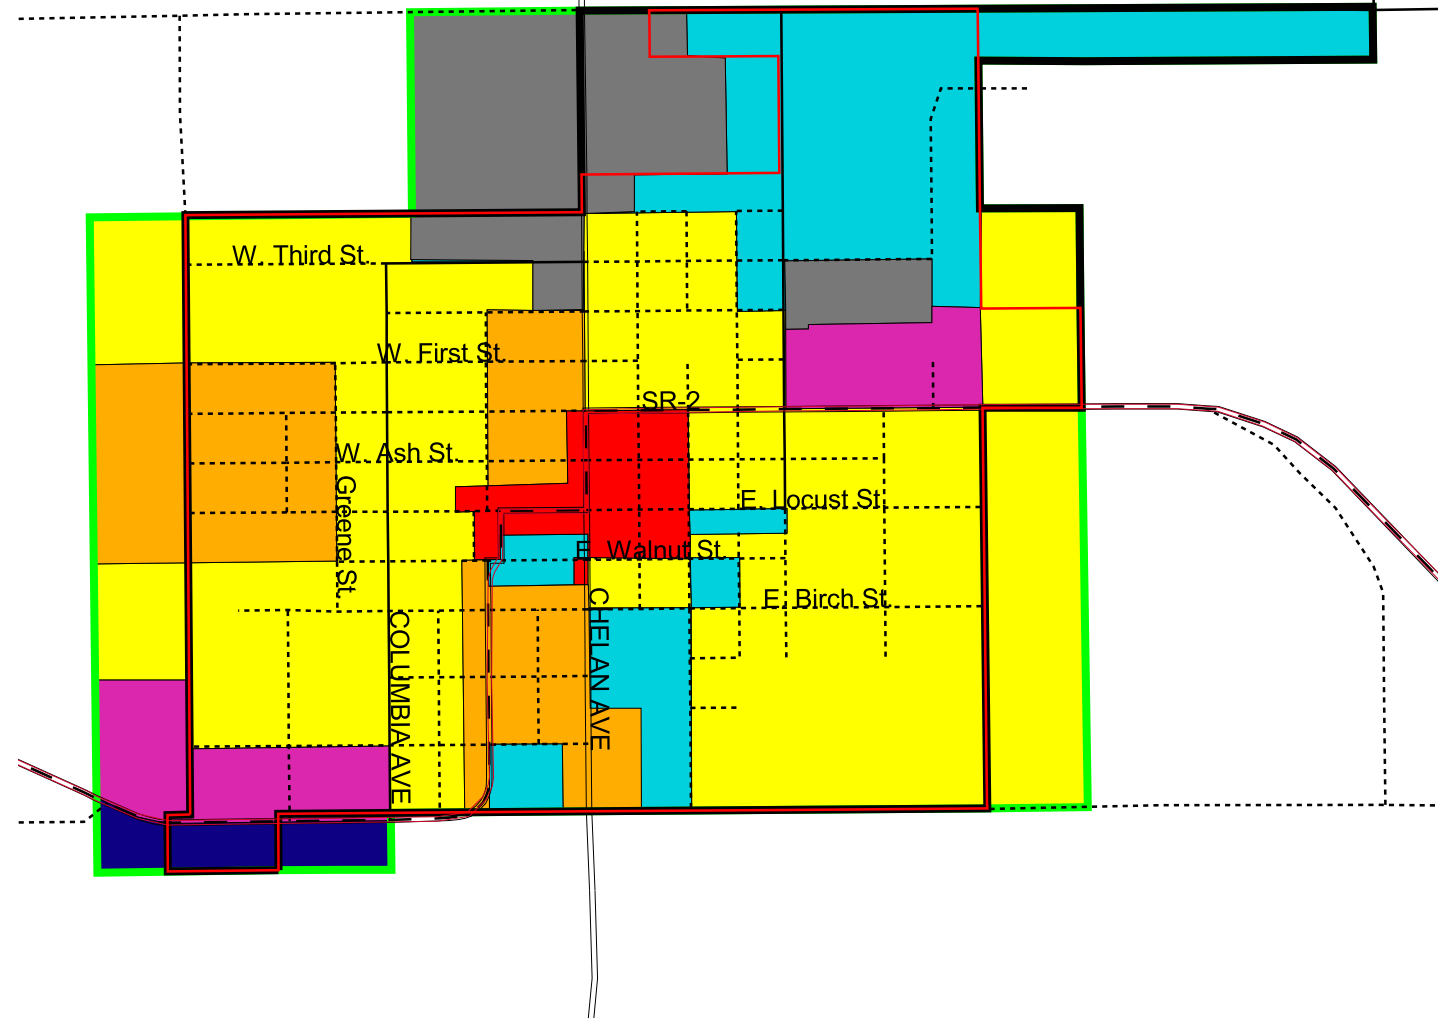 W. Third St.
W. First St.
SR-2
W. Ash St.
Greene St.
E. Locust St.
E. Walnut St.
E. Birch St.
COLUMBIA AVE
CHELAN AVE